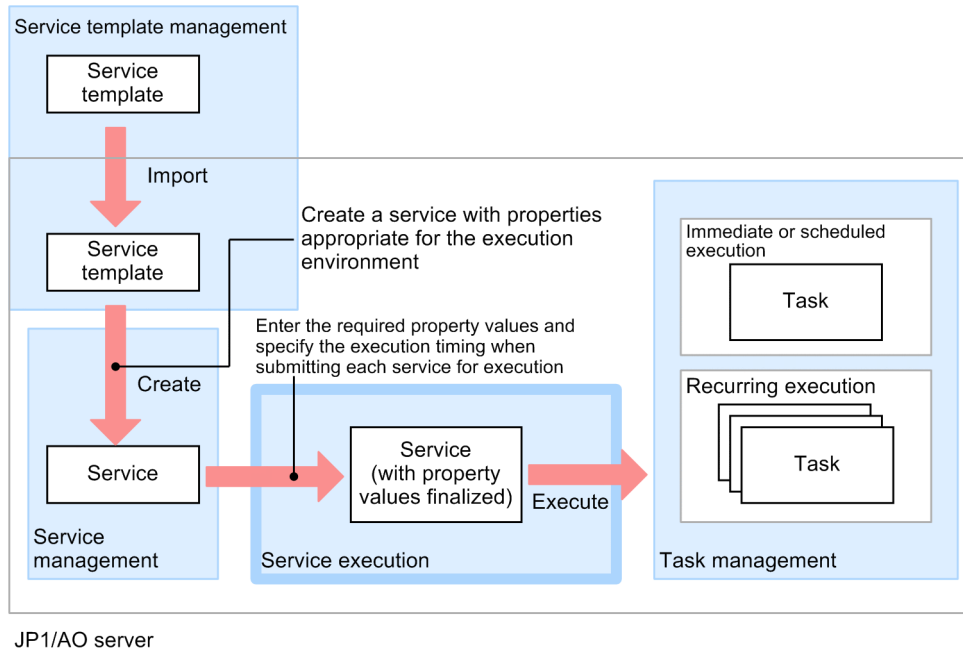 Service template management
Service
template
Import
Service
template
Create a service with properties
appropriate for the execution
environment
Enter the required property values and
specify the execution timing when
submitting each service for execution
Create
Service
Service
management
Service
(with property
values finalized)
Execute
Service execution
Immediate or scheduled
execution
Task
Recurring execution
Task
Task management
JP1/AO server